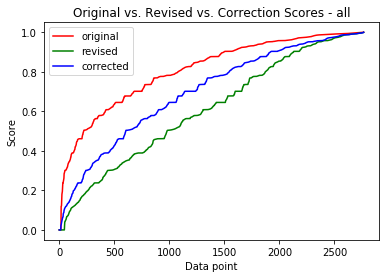 Original vs. Revised vs. Correction Scores - all
original
revised
corrected
1.0
0.8
0.6
0.4
0.2
0.0
Score
0
500
1000
1500
2000
2500
Data point